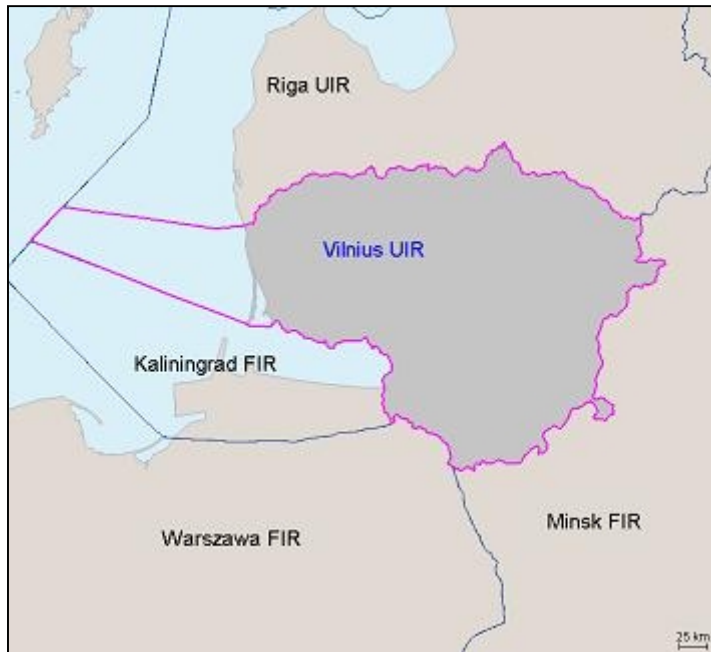 Riga UIR
Vilnius UIR
Kaliningrad FIR
Minsk FIR
Warszawa FIR
25 km